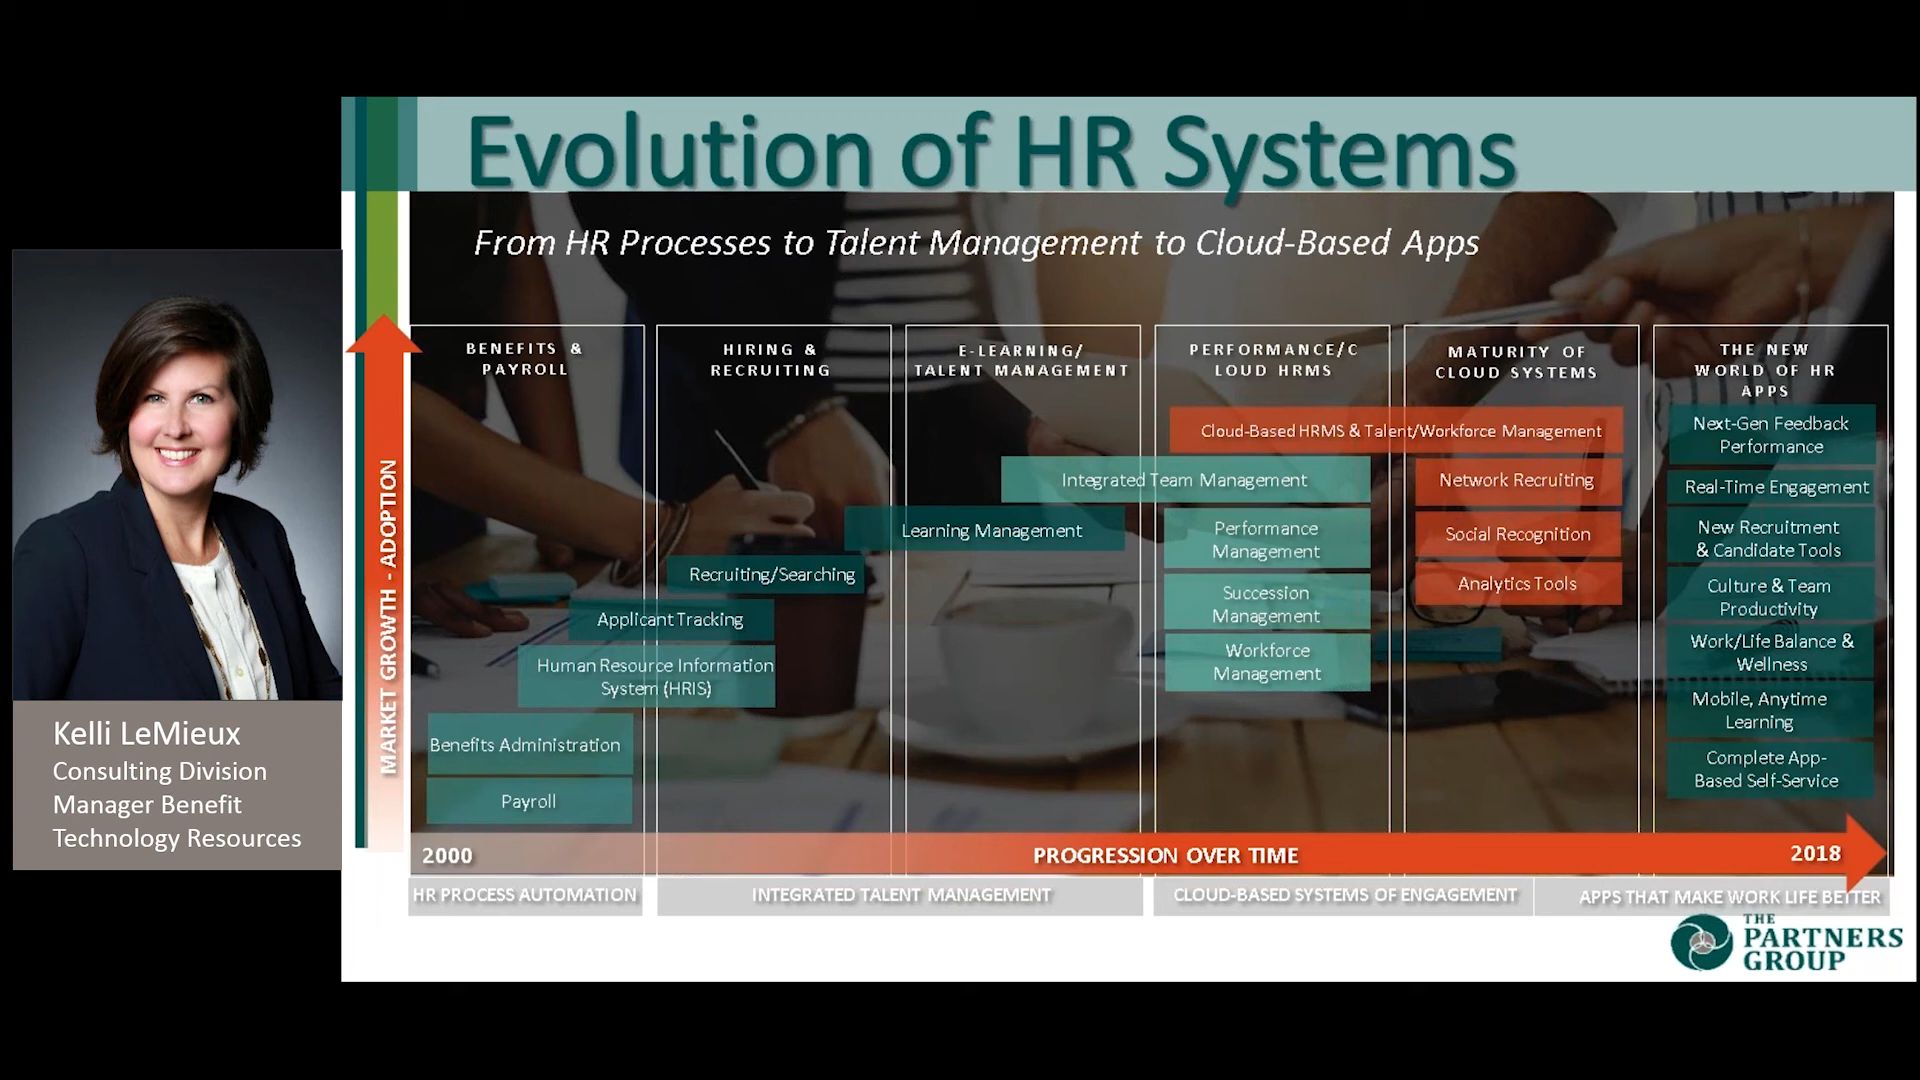 Evolution of HR Systems
From HR Processes to Talent Management to Cloud-Based Apps
Kelli LeMieux
Consulting Division
Manager Benefit
Technology Resources
MARKET GROWTH - ADOPTION
BENEFITS &
PAYROLL
Human Resource Information
System (HRIS)
Benefits Administration
Payroll
HIRING &
RECRUITING
Recruiting/Searching
Applicant Tracking
E-LEARNING/
TALENT MANAGEMENT
Learning Management
PERFORMANCE/C
LOUD HRMS
Cloud-Based HRMS & Talent/Workforce Management
Integrated Team Management
Performance
Management
Succession
Management
Workforce
Management
MATURITY OF
CLOUD SYSTEMS
Network Recruiting
Social Recognition
Analytics Tools
THE NEW
WORLD OF HR
APPS
Next-Gen Feedback
Performance
Real-Time Engagement
New Recruitment
& Candidate Tools
Culture & Team
Productivity
Work/Life Balance &
Wellness
Mobile, Anytime
Learning
Complete App-
Based Self-Service
2000
PROGRESSION OVER TIME
2018
HR PROCESS AUTOMATION
INTEGRATED TALENT MANAGEMENT
CLOUD-BASED SYSTEMS OF ENGAGEMENT
APPS THAT MAKE WORK LIFE BETTER
THE
PARTNERS
GROUP